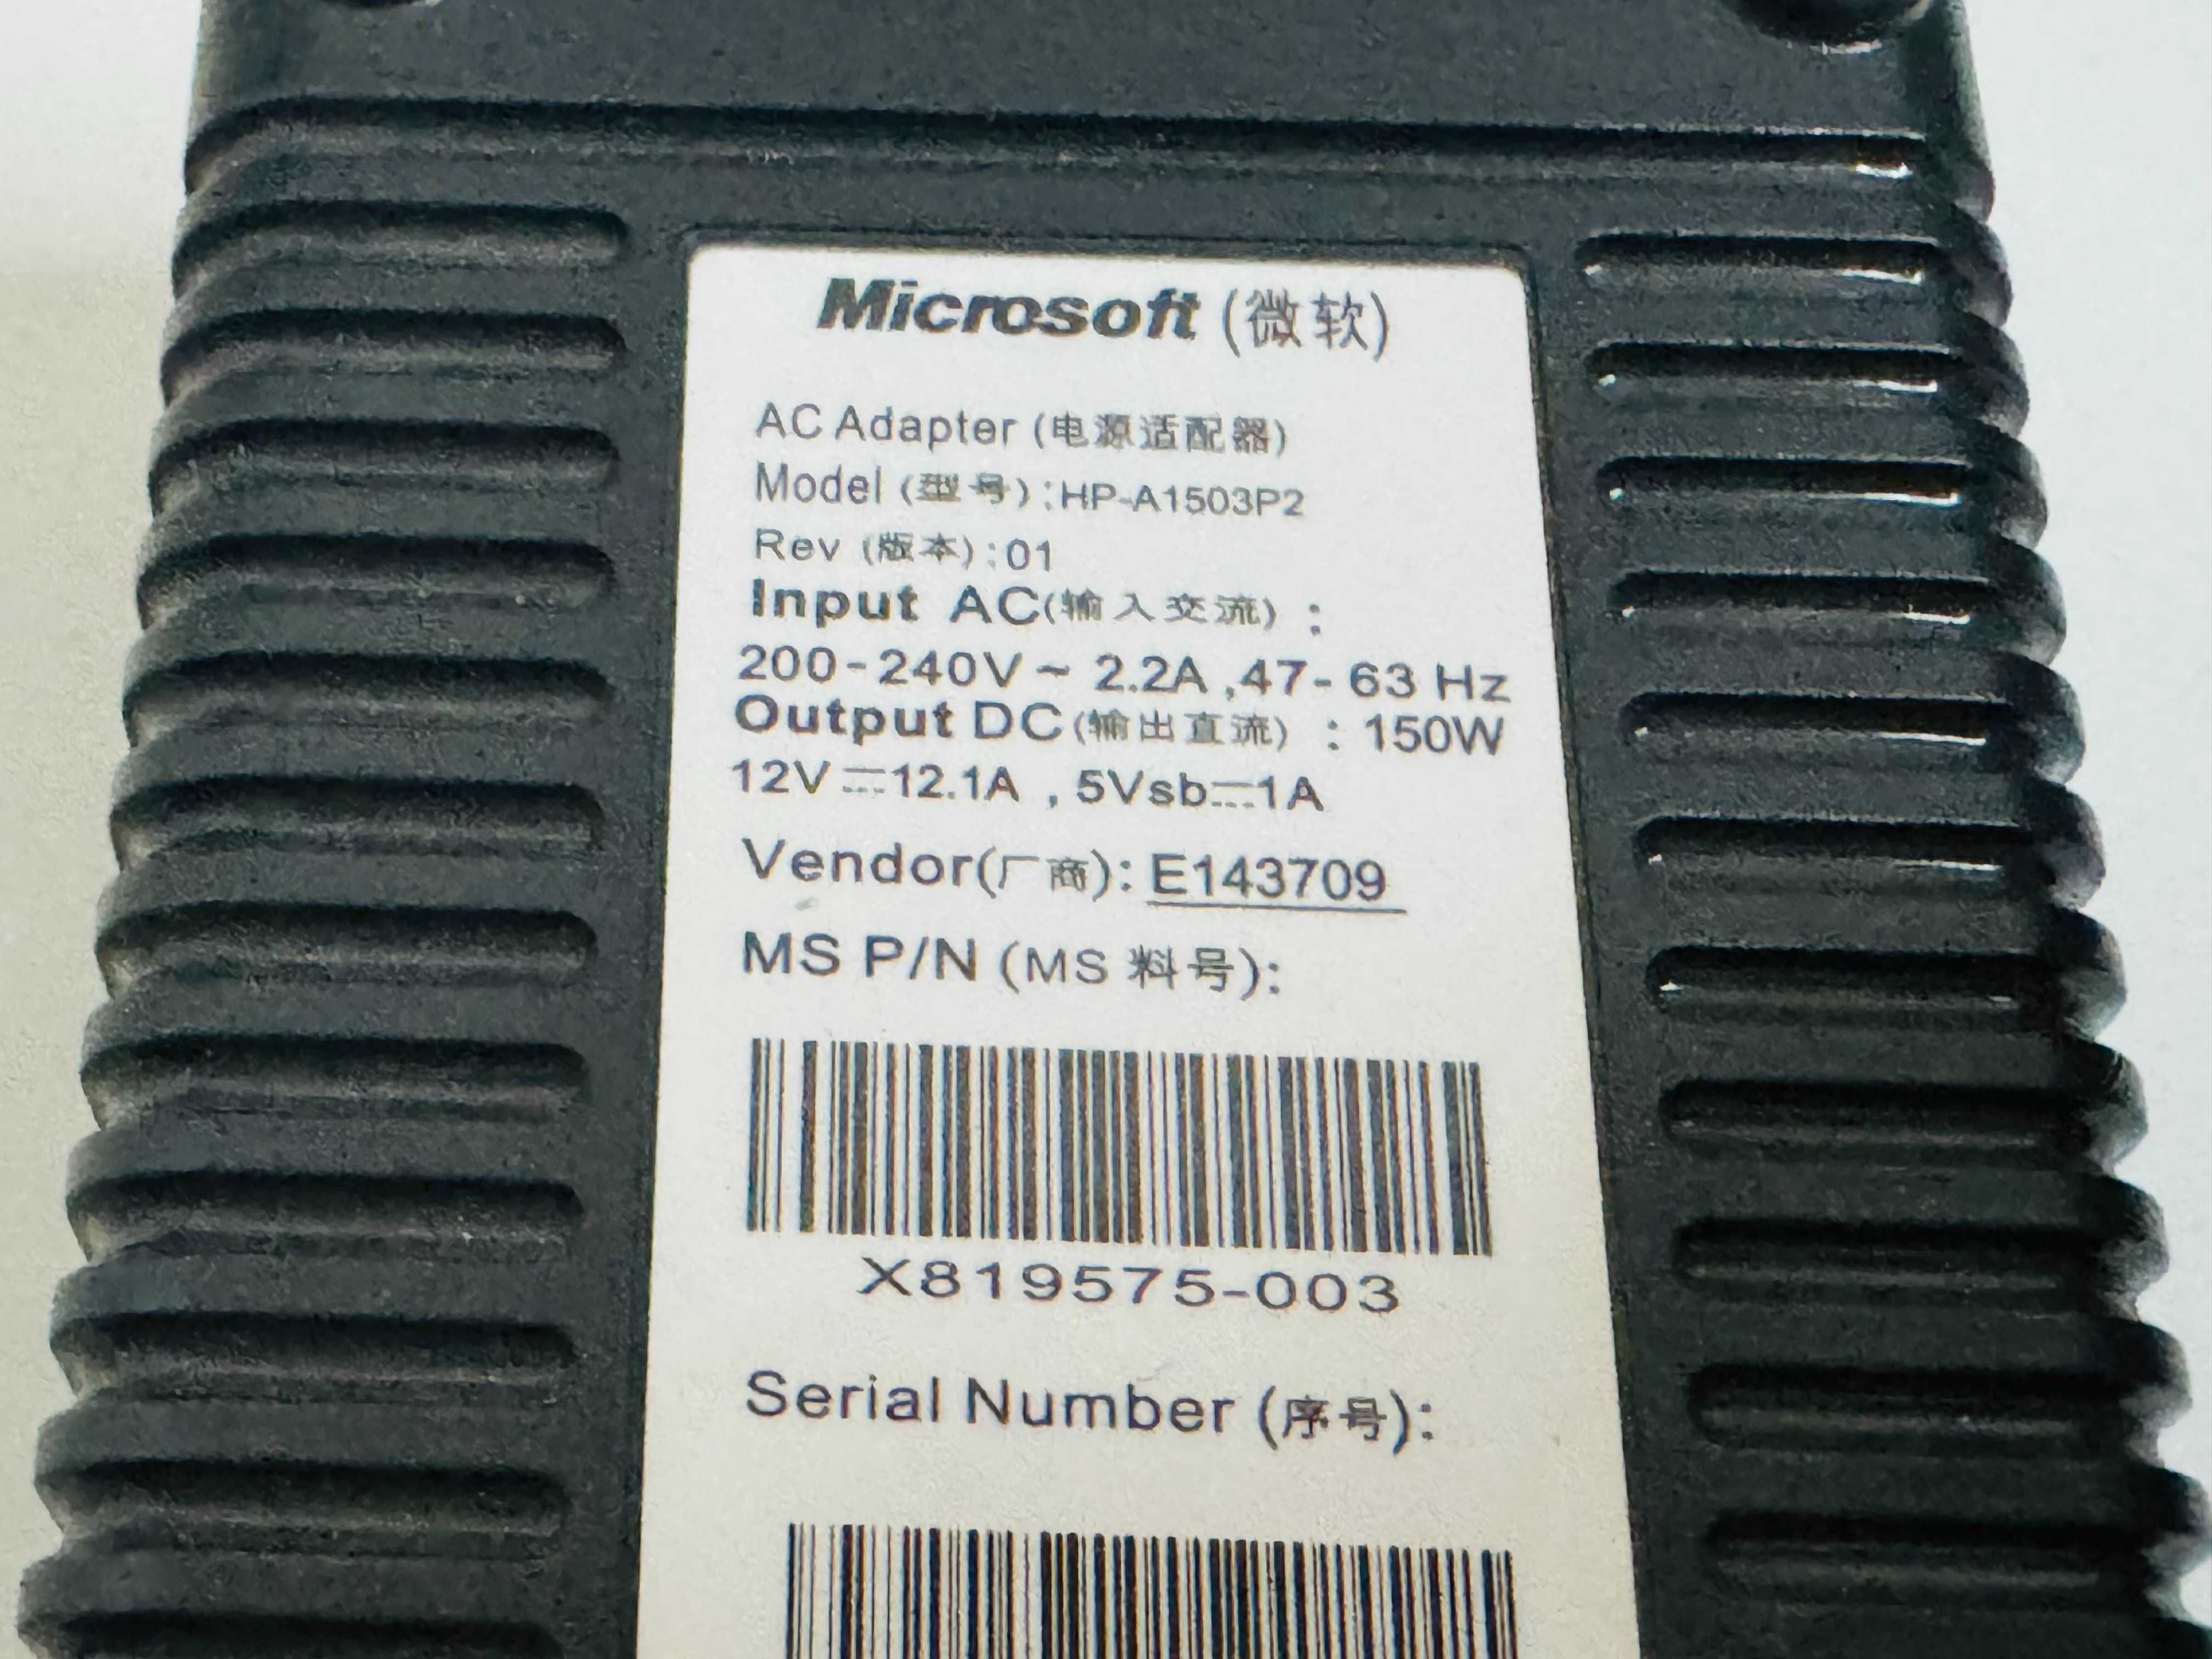 Microsoft (微软)
AC Adapter (电源适配器)
Model (型号):HP-A1503P2
Rev (版本):01
Input AC(输入交流) :
200-240V ~ 2.2A ,47-63 Hz
Output DC(输出直流) : 150W
12V⎓12.1A , 5Vsb⎓1A
Vendor(厂商): E143709
MS P/N (MS 料号):
X819575-003
Serial Number (序号):